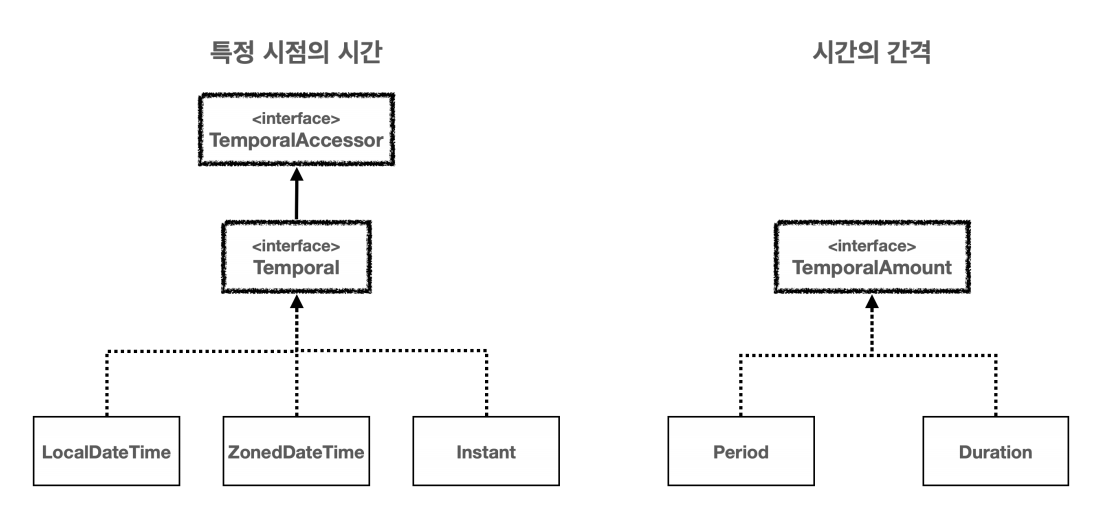 특정 시점의 시간
<interface>
TemporalAccessor
<interface>
Temporal
LocalDateTime
ZonedDateTime
Instant
시간의 간격
<interface>
TemporalAmount
Period
Duration